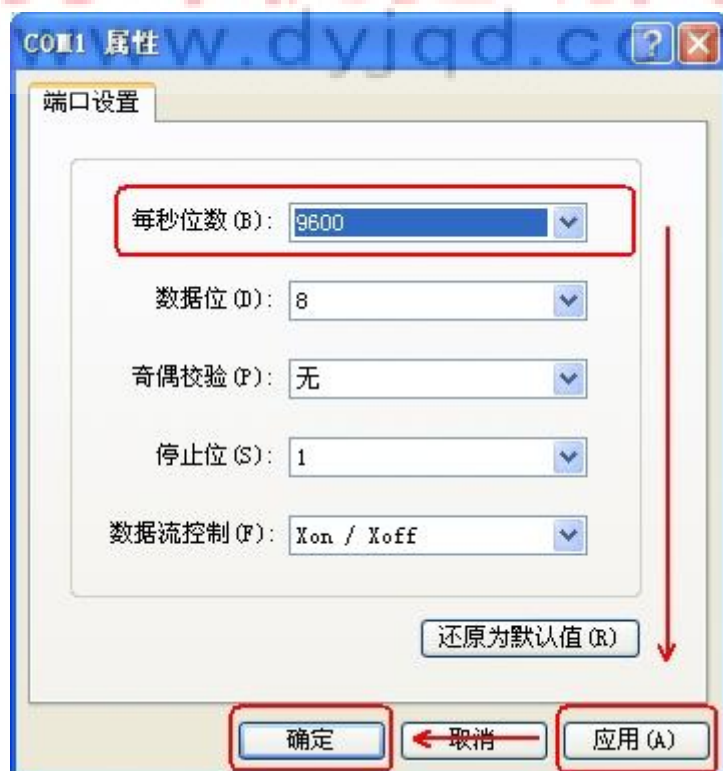 www.dyjqd.com
COM1 属性
端口设置
每秒位数(B): 9600
数据位(D): 8
奇偶校验(P): 无
停止位(S): 1
数据流控制(F): Xon / Xoff
还原为默认值(R)
确定 取消 应用(A)